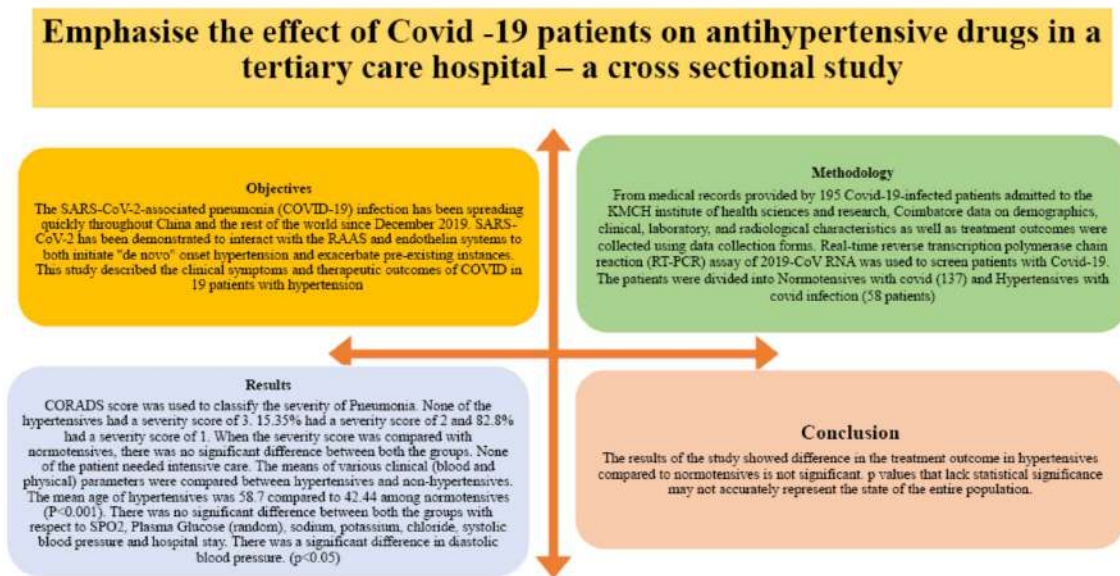 Emphasise the effect of Covid -19 patients on antihypertensive drugs in a
tertiary care hospital – a cross sectional study
Objectives
The SARS-CoV-2-associated pneumonia (COVID-19) infection has been spreading
quickly throughout China and the rest of the world since December 2019. SARS-
CoV-2 has been demonstrated to interact with the RAAS and endothelin systems to
both initiate "de novo" onset hypertension and exacerbate pre-existing instances.
This study described the clinical symptoms and therapeutic outcomes of COVID in
19 patients with hypertension
Methodology
From medical records provided by 195 Covid-19-infected patients admitted to the
KMCH institute of health sciences and research, Coimbatore data on demographics,
clinical, laboratory, and radiological characteristics as well as treatment outcomes were
collected using data collection forms. Real-time reverse transcription polymerase chain
reaction (RT-PCR) assay of 2019-CoV RNA was used to screen patients with Covid-19.
The patients were divided into Normotensives with covid (137) and Hypertensives with
covid infection (58 patients)
Results
CORADS score was used to classify the severity of Pneumonia. None of the
hypertensives had a severity score of 3. 15.35% had a severity score of 2 and 82.8%
had a severity score of 1. When the severity score was compared with
normotensives, there was no significant difference between both the groups. None
of the patient needed intensive care. The means of various clinical (blood and
physical) parameters were compared between hypertensives and non-hypertensives.
The mean age of hypertensives was 58.7 compared to 42.44 among normotensives
(P<0.001). There was no significant difference between both the groups with
respect to SPO2, Plasma Glucose (random), sodium, potassium, chloride, systolic
blood pressure and hospital stay. There was a significant difference in diastolic
blood pressure. (p<0.05)
Conclusion
The results of the study showed difference in the treatment outcome in hypertensives
compared to normotensives is not significant. p values that lack statistical significance
may not accurately represent the state of the entire population.